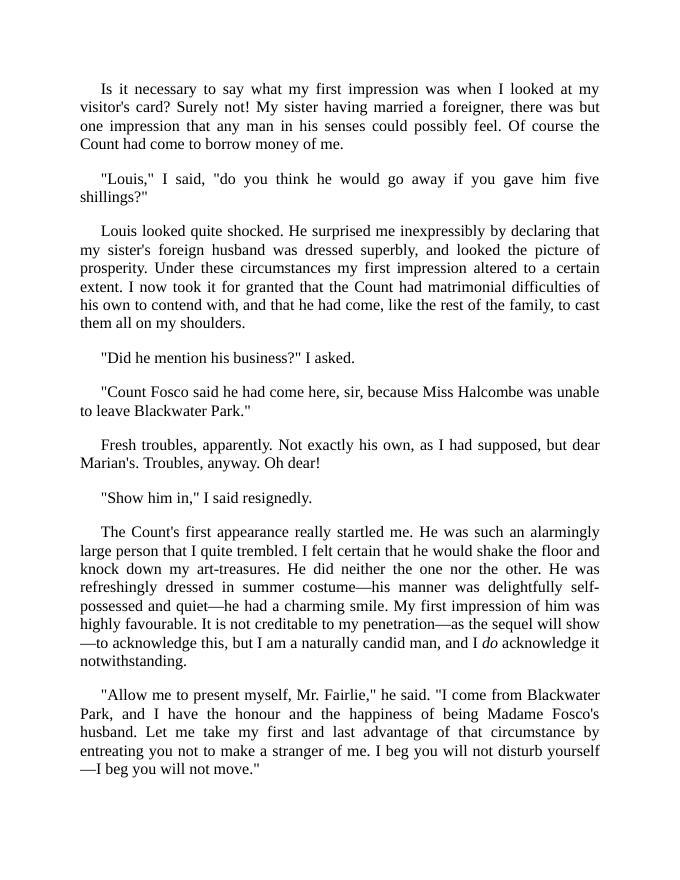 Is it necessary to say what my first impression was when I looked at my
visitor's card? Surely not! My sister having married a foreigner, there was but
one impression that any man in his senses could possibly feel. Of course the
Count had come to borrow money of me.
"Louis," I said, "do you think he would go away if you gave him five
shillings?"
Louis looked quite shocked. He surprised me inexpressibly by declaring that
my sister's foreign husband was dressed superbly, and looked the picture of
prosperity. Under these circumstances my first impression altered to a certain
extent. I now took it for granted that the Count had matrimonial difficulties of
his own to contend with, and that he had come, like the rest of the family, to cast
them all on my shoulders.
"Did he mention his business?" I asked.
"Count Fosco said he had come here, sir, because Miss Halcombe was unable
to leave Blackwater Park."
Fresh troubles, apparently. Not exactly his own, as I had supposed, but dear
Marian's. Troubles, anyway. Oh dear!
"Show him in," I said resignedly.
The Count's first appearance really startled me. He was such an alarmingly
large person that I quite trembled. I felt certain that he would shake the floor and
knock down my art-treasures. He did neither the one nor the other. He was
refreshingly dressed in summer costume—his manner was delightfully self-
possessed and quiet—he had a charming smile. My first impression of him was
highly favourable. It is not creditable to my penetration—as the sequel will show
—to acknowledge this, but I am a naturally candid man, and I do acknowledge it
notwithstanding.
"Allow me to present myself, Mr. Fairlie," he said. "I come from Blackwater
Park, and I have the honour and the happiness of being Madame Fosco's
husband. Let me take my first and last advantage of that circumstance by
entreating you not to make a stranger of me. I beg you will not disturb yourself
—I beg you will not move."